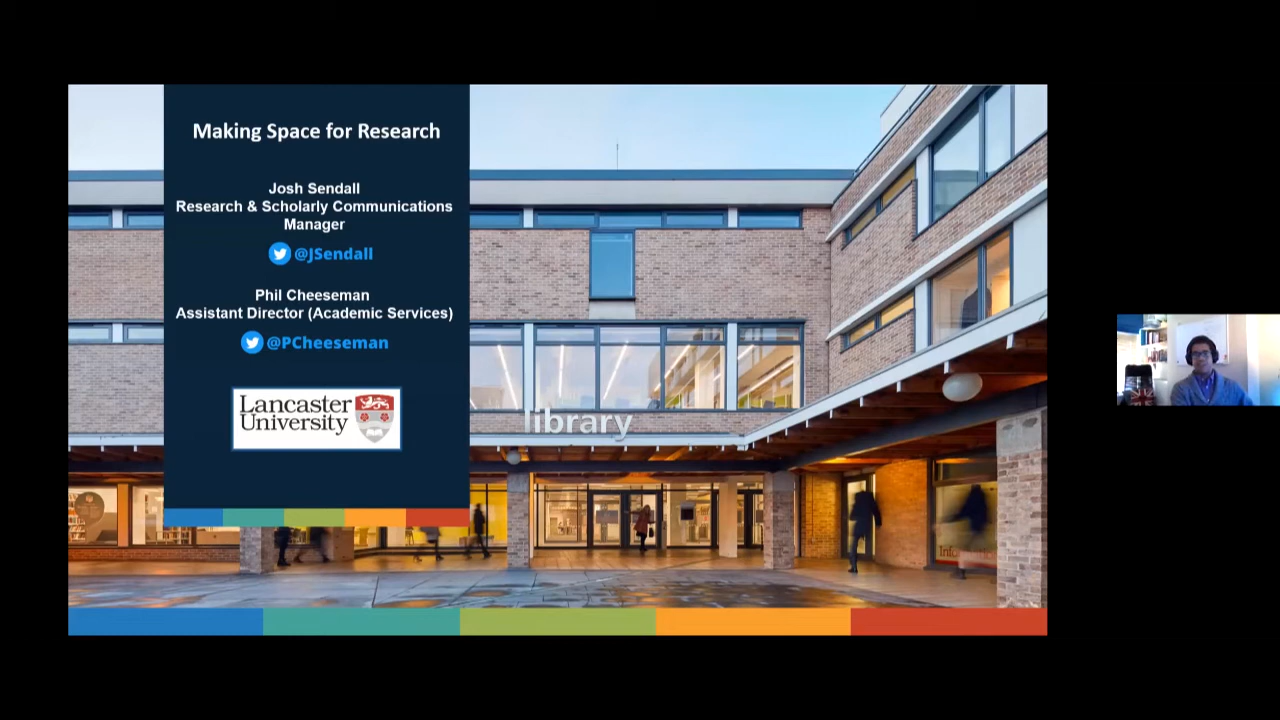 Making Space for Research
Josh Sendall
Research & Scholarly Communications
Manager
@JSendall
Phil Cheeseman
Assistant Director (Academic Services)
@PCheeseman
Lancaster
University
library